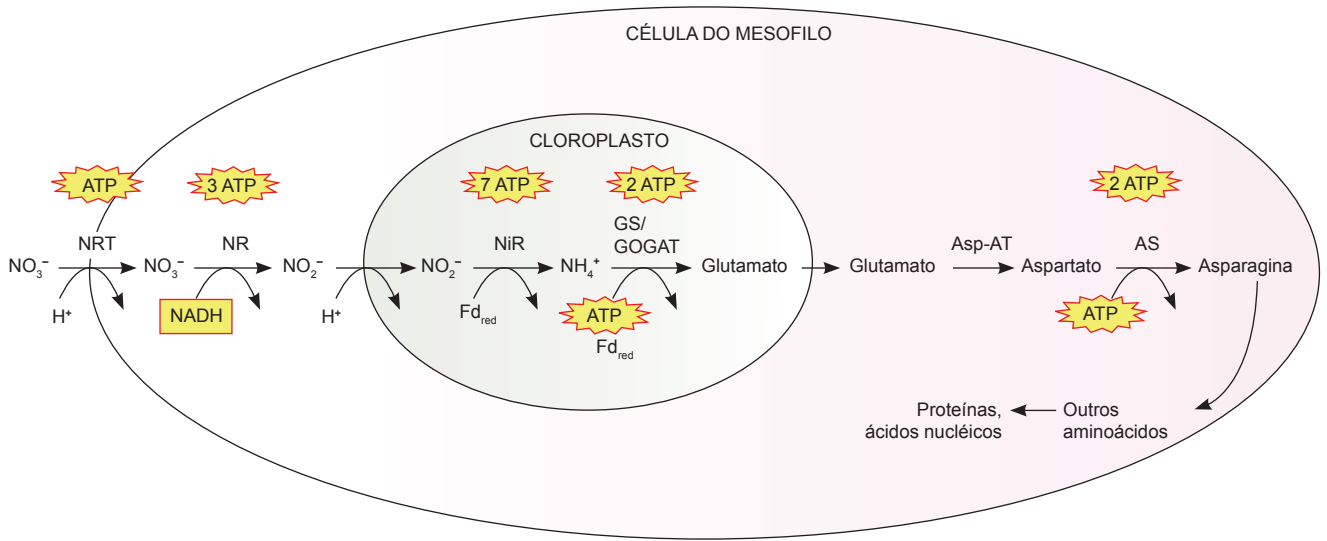 CÉLULA DO MESOFILO
CLOROPLASTO
ATP
3 ATP
7 ATP
2 ATP
2 ATP
NRT
NR
NiR
GS/
GOGAT
Asp-AT
AS
NO₃⁻
NO₃⁻
NO₂⁻
NO₂⁻
NH₄⁺
Glutamato
Glutamato
Aspartato
Asparagina
H⁺
NADH
H⁺
Fd_red
ATP
Fd_red
ATP
Proteínas,
ácidos nucléicos
Outros
aminoácidos